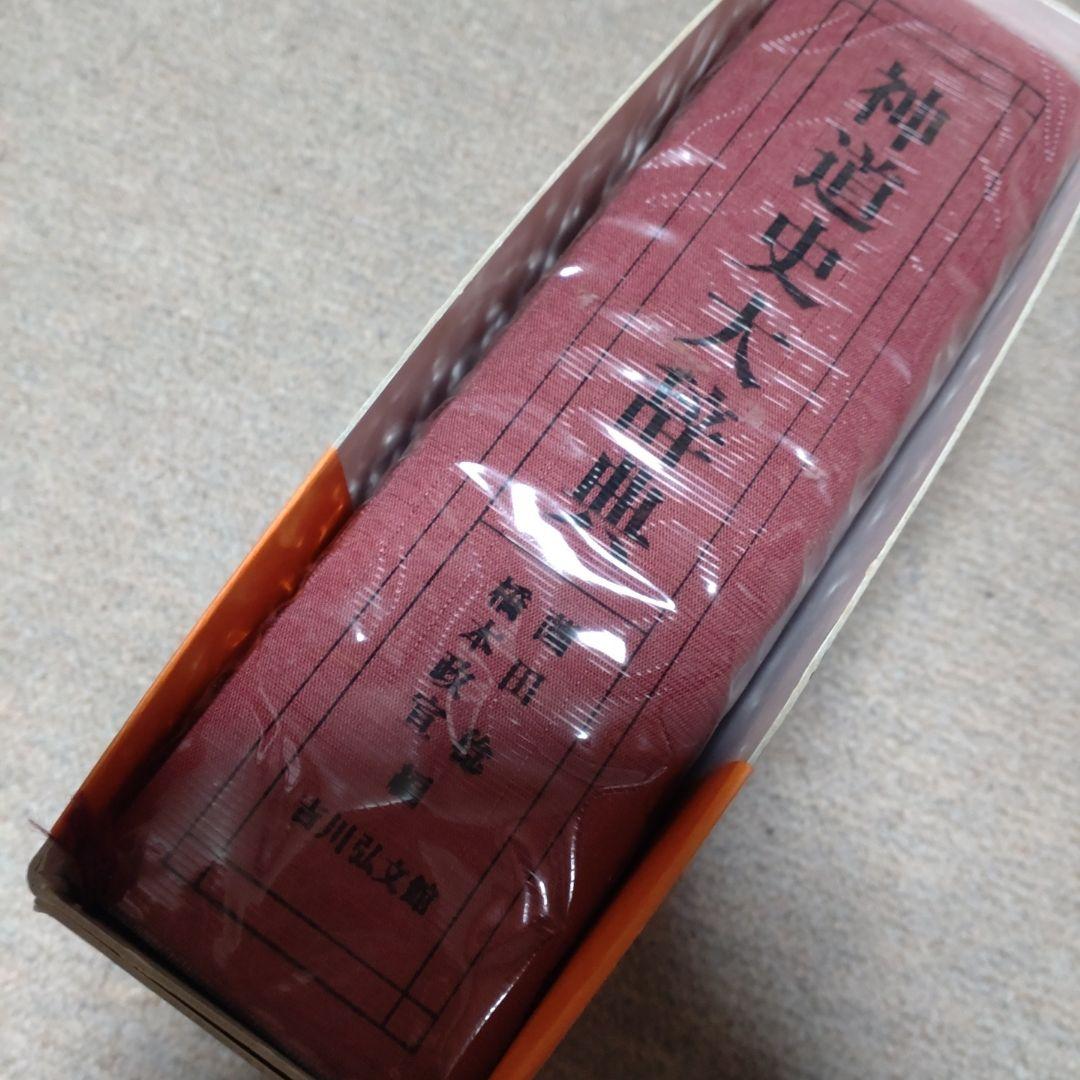 神道史大辞典
薗田 稔
橋本政宣 編
吉川弘文館